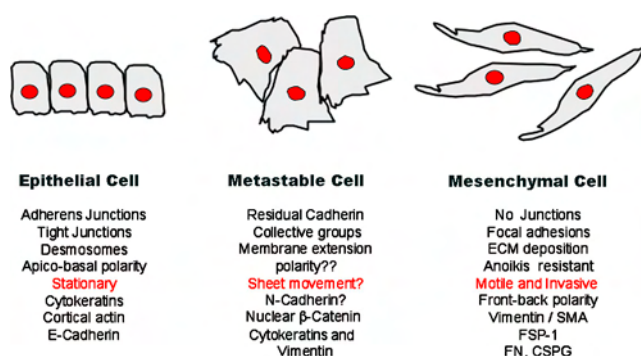 Epithelial Cell
Adherens Junctions
Tight Junctions
Desmosomes
Apico-basal polarity
Stationary
Cytokeratins
Cortical actin
E-Cadherin
Metastable Cell
Residual Cadherin
Collective groups
Membrane extension
polarity??
Sheet movement?
N-Cadherin?
Nuclear β-Catenin
Cytokeratins and
Vimentin
Mesenchymal Cell
No Junctions
Focal adhesions
ECM deposition
Anoikis resistant
Motile and Invasive
Front-back polarity
Vimentin / SMA
FSP-1
FN, CSPG